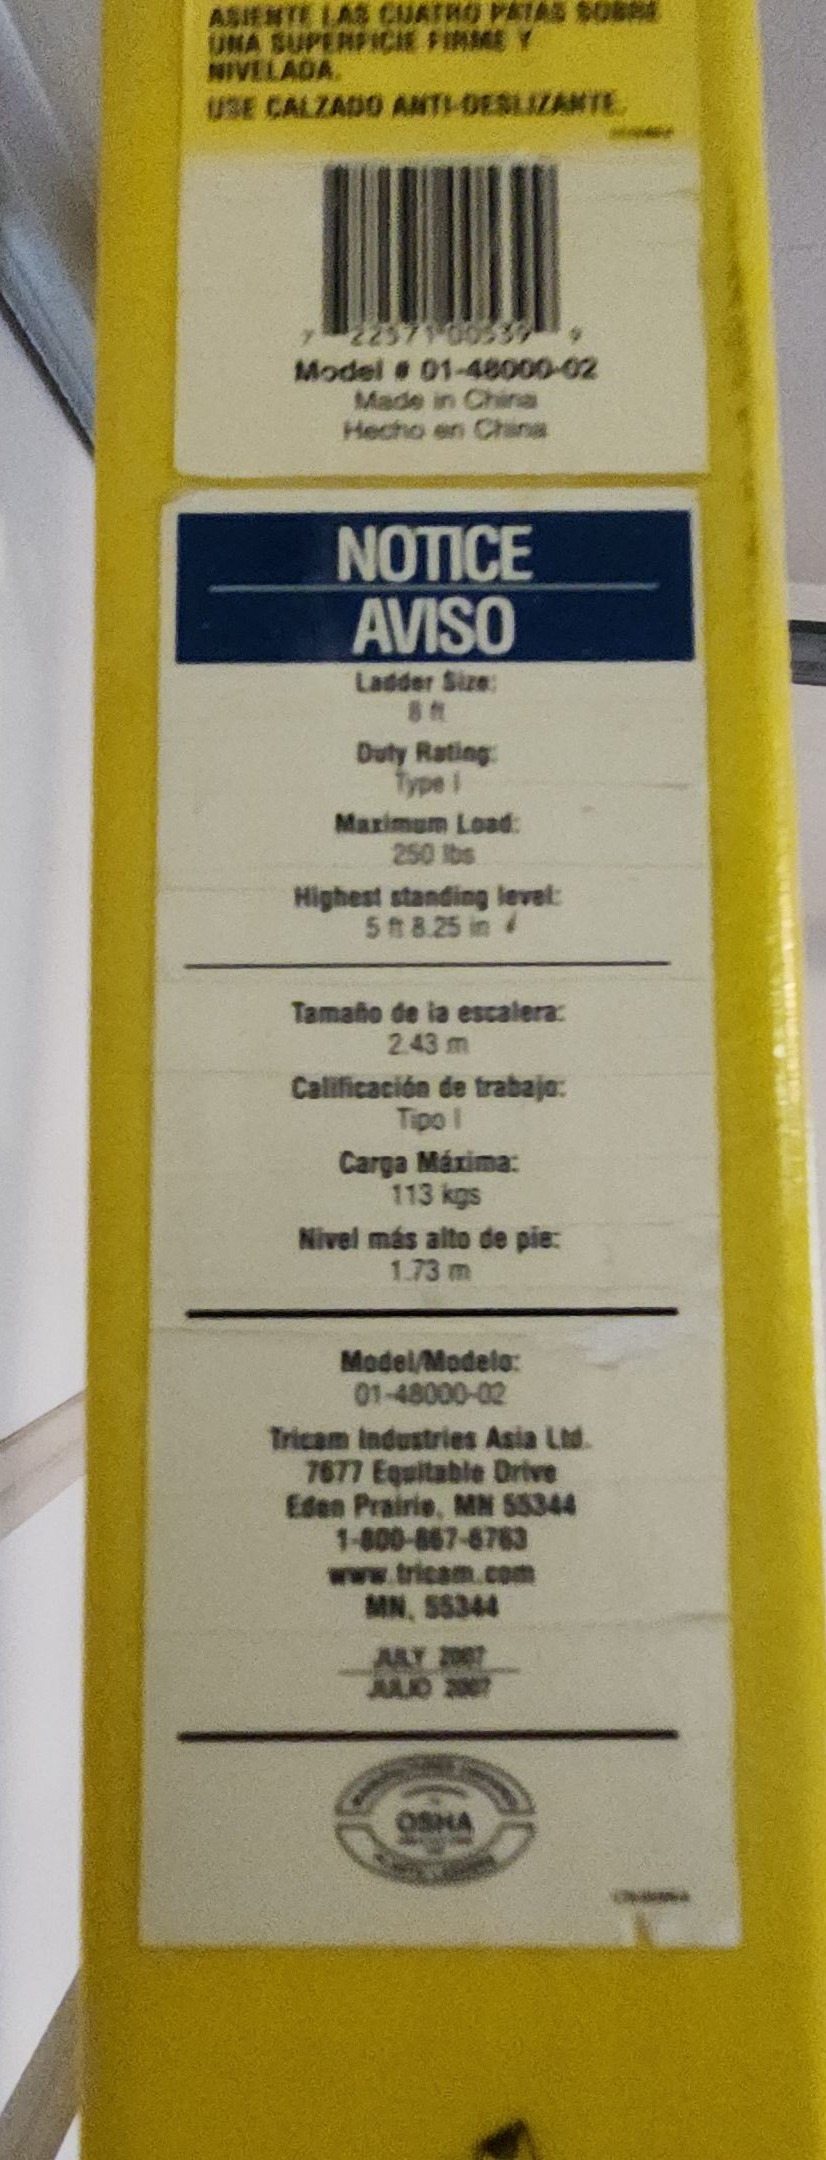 ASIENTE LAS CUATRO PATAS SOBRE
UNA SUPERFICIE FIRME Y
NIVELADA.
USE CALZADO ANTI-DESLIZANTE.
7 22571 00539 9
Model # 01-48000-02
Made in China
Hecho en China
NOTICE
AVISO
Ladder Size:
8 ft
Duty Rating:
Type I
Maximum Load:
250 lbs
Highest standing level:
5 ft 8.25 in
Tamaño de la escalera:
2.43 m
Calificación de trabajo:
Tipo I
Carga Máxima:
113 kgs
Nivel más alto de pie:
1.73 m
Model/Modelo:
01-48000-02
Tricam Industries Asia Ltd.
7677 Equitable Drive
Eden Prairie, MN 55344
1-800-867-6763
www.tricam.com
MN, 55344
JULY 2007
JULIO 2007
OSHA